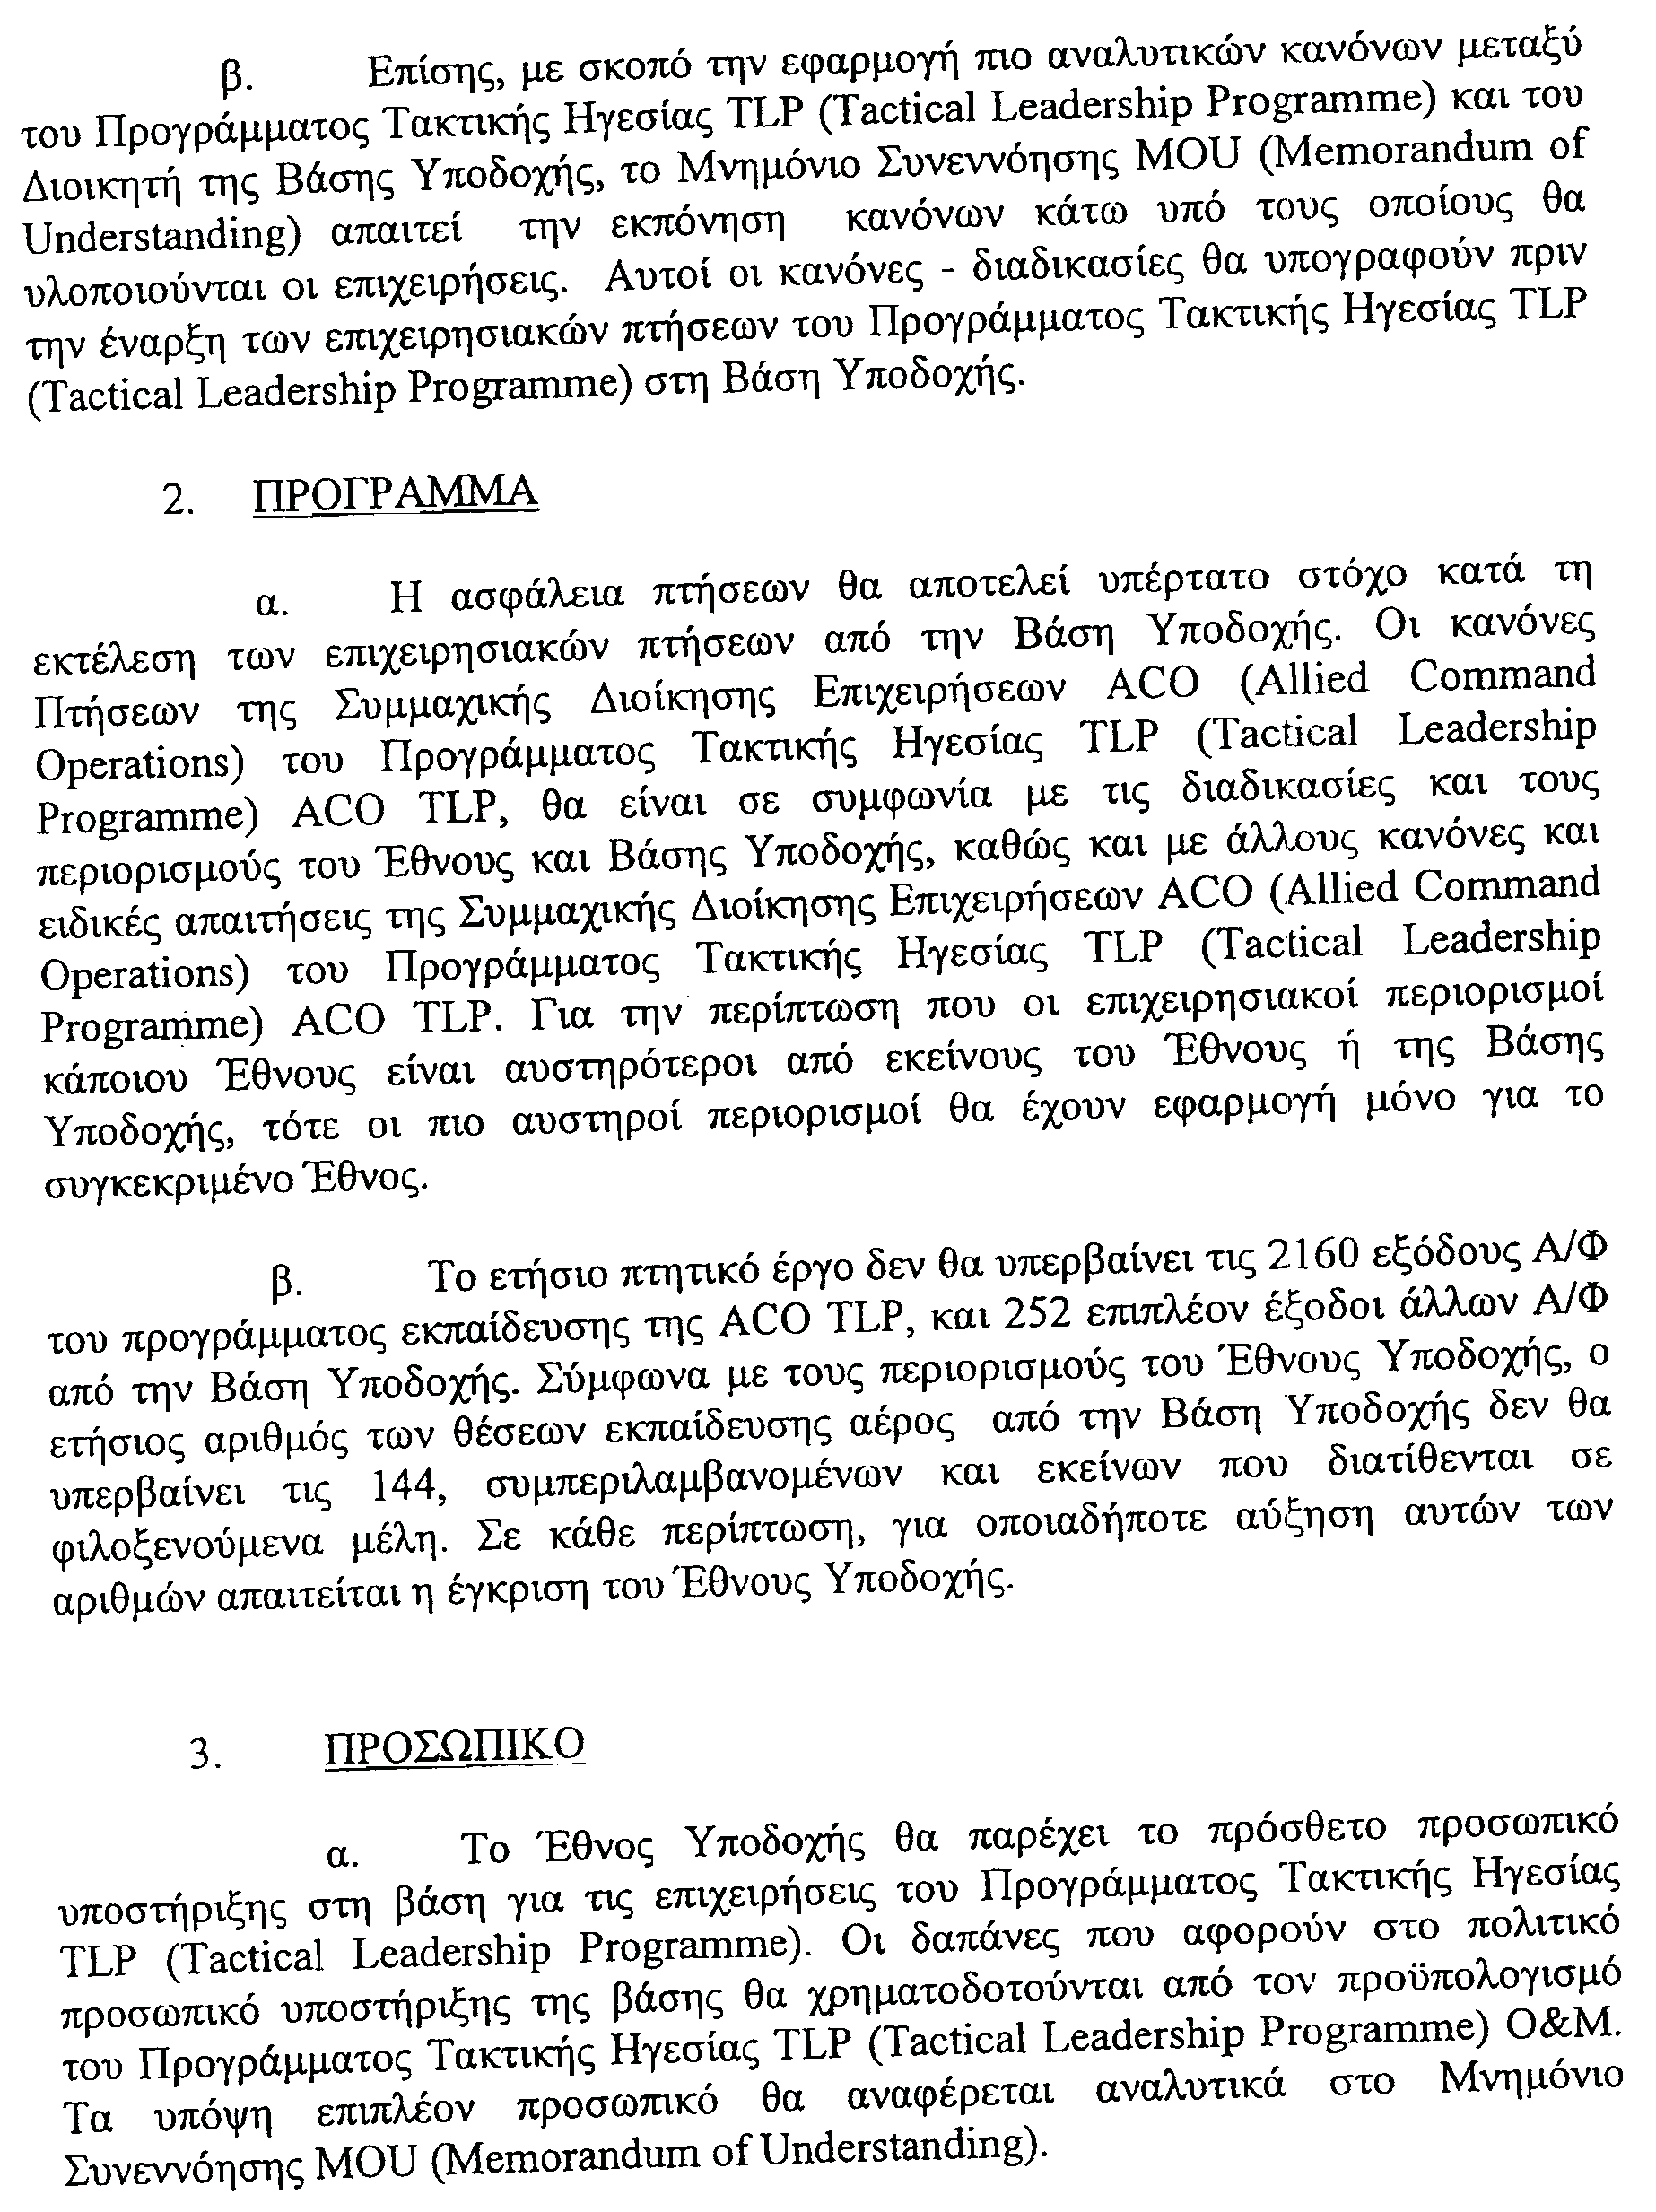 β. Επίσης, με σκοπό την εφαρμογή πιο αναλυτικών κανόνων μεταξύ
του Προγράμματος Τακτικής Ηγεσίας TLP (Tactical Leadership Programme) και του
Διοικητή της Βάσης Υποδοχής, το Μνημόνιο Συνεννόησης MOU (Memorandum of
Understanding) απαιτεί την εκπόνηση κανόνων κάτω υπό τους οποίους θα
υλοποιούνται οι επιχειρήσεις. Αυτοί οι κανόνες - διαδικασίες θα υπογραφούν πριν
την έναρξη των επιχειρησιακών πτήσεων του Προγράμματος Τακτικής Ηγεσίας TLP
(Tactical Leadership Programme) στη Βάση Υποδοχής.
2. ΠΡΟΓΡΑΜΜΑ
α. Η ασφάλεια πτήσεων θα αποτελεί υπέρτατο στόχο κατά τη
εκτέλεση των επιχειρησιακών πτήσεων από την Βάση Υποδοχής. Οι κανόνες
Πτήσεων της Συμμαχικής Διοίκησης Επιχειρήσεων ACO (Allied Command
Operations) του Προγράμματος Τακτικής Ηγεσίας TLP (Tactical Leadership
Programme) ACO TLP, θα είναι σε συμφωνία με τις διαδικασίες και τους
περιορισμούς του Έθνους και Βάσης Υποδοχής, καθώς και με άλλους κανόνες και
ειδικές απαιτήσεις της Συμμαχικής Διοίκησης Επιχειρήσεων ACO (Allied Command
Operations) του Προγράμματος Τακτικής Ηγεσίας TLP (Tactical Leadership
Programme) ACO TLP. Για την περίπτωση που οι επιχειρησιακοί περιορισμοί
κάποιου Έθνους είναι αυστηρότεροι από εκείνους του Έθνους ή της Βάσης
Υποδοχής, τότε οι πιο αυστηροί περιορισμοί θα έχουν εφαρμογή μόνο για το
συγκεκριμένο Έθνος.
β. Το ετήσιο πτητικό έργο δεν θα υπερβαίνει τις 2160 εξόδους Α/Φ
του προγράμματος εκπαίδευσης της ACO TLP, και 252 επιπλέον έξοδοι άλλων Α/Φ
από την Βάση Υποδοχής. Σύμφωνα με τους περιορισμούς του Έθνους Υποδοχής, ο
ετήσιος αριθμός των θέσεων εκπαίδευσης αέρος από την Βάση Υποδοχής δεν θα
υπερβαίνει τις 144, συμπεριλαμβανομένων και εκείνων που διατίθενται σε
φιλοξενούμενα μέλη. Σε κάθε περίπτωση, για οποιαδήποτε αύξηση αυτών των
αριθμών απαιτείται η έγκριση του Έθνους Υποδοχής.
3. ΠΡΟΣΩΠΙΚΟ
α. Το Έθνος Υποδοχής θα παρέχει το πρόσθετο προσωπικό
υποστήριξης στη βάση για τις επιχειρήσεις του Προγράμματος Τακτικής Ηγεσίας
TLP (Tactical Leadership Programme). Οι δαπάνες που αφορούν στο πολιτικό
προσωπικό υποστήριξης της βάσης θα χρηματοδοτούνται από τον προϋπολογισμό
του Προγράμματος Τακτικής Ηγεσίας TLP (Tactical Leadership Programme) O&M.
Τα υπόψη επιπλέον προσωπικό θα αναφέρεται αναλυτικά στο Μνημόνιο
Συνεννόησης MOU (Memorandum of Understanding).